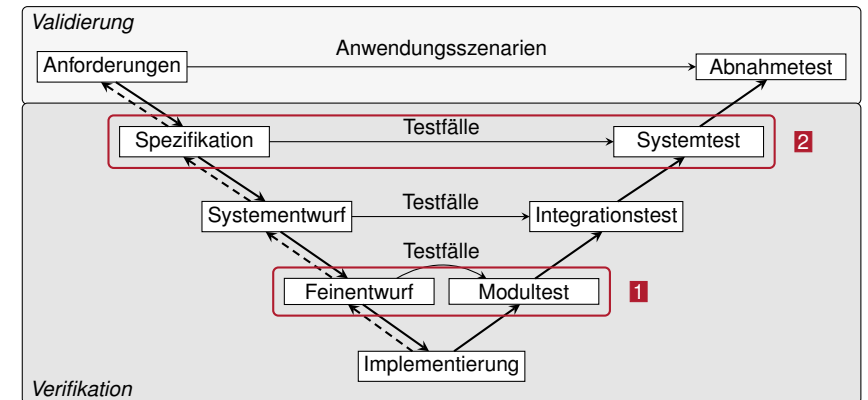 Validierung
Anwendungsszenarien
Anforderungen
Abnahmetest
Testfälle
Spezifikation
Systemtest
2
Testfälle
Systementwurf
Integrationstest
Testfälle
Feinentwurf
Modultest
1
Implementierung
Verifikation